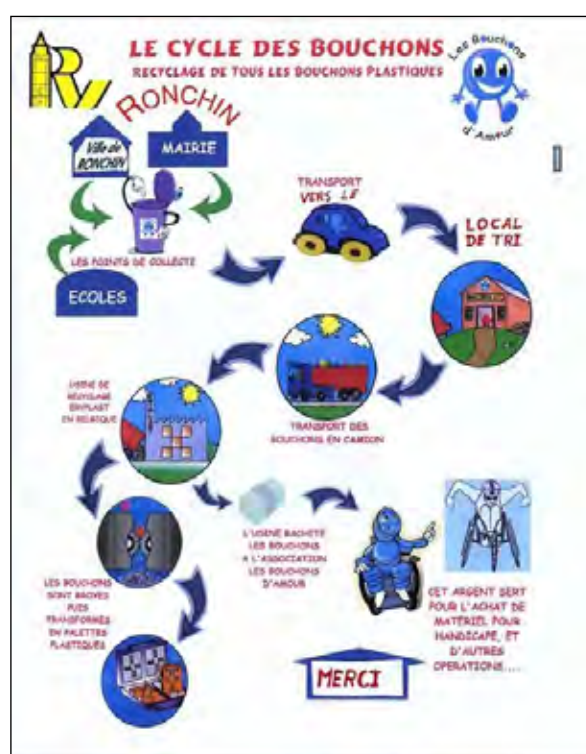 LE CYCLE DES BOUCHONS
RECYCLAGE DE TOUS LES BOUCHONS PLASTIQUES
Les Bouchons
d'Amour
RV
RONCHIN
Ville de
RONCHIN
MAIRIE
TRANSPORT
VERS LE
LOCAL
DE TRI
LES POINTS DE COLLECTE
ECOLES
USINE DE
RECYCLAGE
EN BELGIQUE
TRANSPORT DES
BOUCHONS EN CAMION
L'USINE RACHETE
LES BOUCHONS
A L'ASSOCIATION
LES BOUCHONS
D'AMOUR
LES BOUCHONS
SONT BROYES
PUIS
TRANSFORMES
EN PALETTES
PLASTIQUES
CET ARGENT SERT
POUR L'ACHAT DE
MATÉRIEL POUR
HANDICAPE, ET
D'AUTRES
OPERATIONS....
MERCI